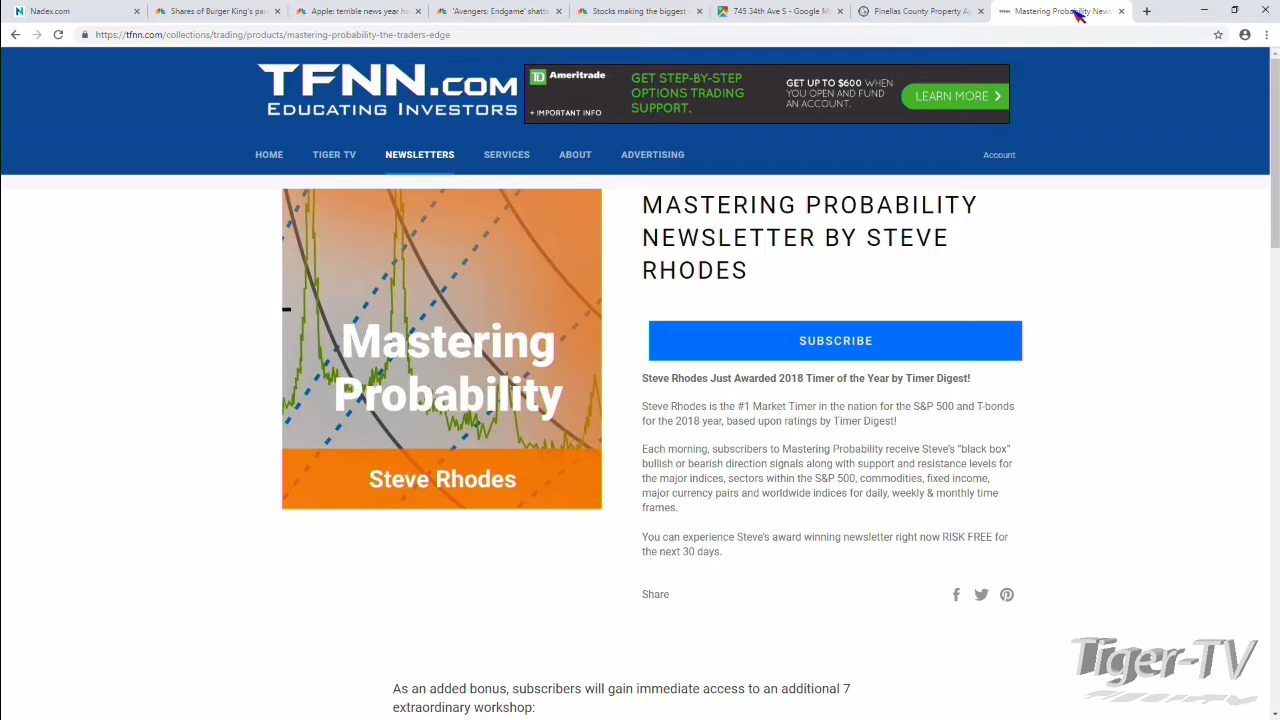 Nadex.com
Shares of Burger King's par
Apple: terrible news year ha
'Avengers: Endgame' shatte
Stocks making the biggest
745 34th Ave S - Google M
Pinellas County Property Ap
Mastering Probability News
https://tfnn.com/collections/trading/products/mastering-probability-the-traders-edge
TFNN.COM
EDUCATING INVESTORS
TD Ameritrade
+ IMPORTANT INFO
GET STEP-BY-STEP
OPTIONS TRADING
SUPPORT.
GET UP TO $600 WHEN
YOU OPEN AND FUND
AN ACCOUNT.
LEARN MORE >
HOME
TIGER TV
NEWSLETTERS
SERVICES
ABOUT
ADVERTISING
Account
Mastering
Probability
Steve Rhodes
MASTERING PROBABILITY
NEWSLETTER BY STEVE
RHODES
SUBSCRIBE
Steve Rhodes Just Awarded 2018 Timer of the Year by Timer Digest!
Steve Rhodes is the #1 Market Timer in the nation for the S&P 500 and T-bonds
for the 2018 year, based upon ratings by Timer Digest!
Each morning, subscribers to Mastering Probability receive Steve's “black box”
bullish or bearish direction signals along with support and resistance levels for
the major indices, sectors within the S&P 500, commodities, fixed income,
major currency pairs and worldwide indices for daily, weekly & monthly time
frames.
You can experience Steve's award winning newsletter right now RISK FREE for
the next 30 days.
Share
Tiger-TV
As an added bonus, subscribers will gain immediate access to an additional 7
extraordinary workshop: